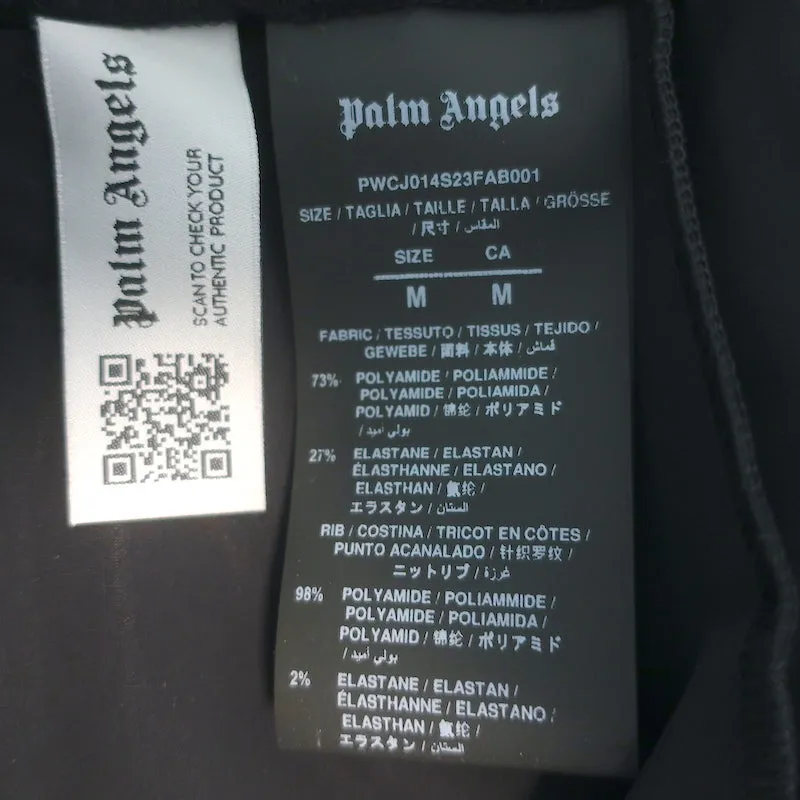 Palm Angels
SCAN TO CHECK YOUR
AUTHENTIC PRODUCT
Palm Angels
PWCJ014S23FAB001
SIZE / TAGLIA / TAILLE / TALLA / GRÖSSE
/ 尺寸 / المقاس
SIZE CA
M M
FABRIC / TESSUTO / TISSUS / TEJIDO /
GEWEBE / 面料 / 本体 / قماش
73% POLYAMIDE / POLIAMMIDE /
POLYAMIDE / POLIAMIDA /
POLYAMID / 锦纶 / ポリアミド
/ بولي أميد
27% ELASTANE / ELASTAN /
ÉLASTHANNE / ELASTANO /
ELASTHAN / 氨纶 /
エラスタン / الستان
RIB / COSTINA / TRICOT EN CÔTES /
PUNTO ACANALADO / 针织罗纹 /
ニットリブ / غرزة
98% POLYAMIDE / POLIAMMIDE /
POLYAMIDE / POLIAMIDA /
POLYAMID / 锦纶 / ポリアミド
/ بولي أميد
2% ELASTANE / ELASTAN /
ÉLASTHANNE / ELASTANO /
ELASTHAN / 氨纶 /
エラスタン / الستان